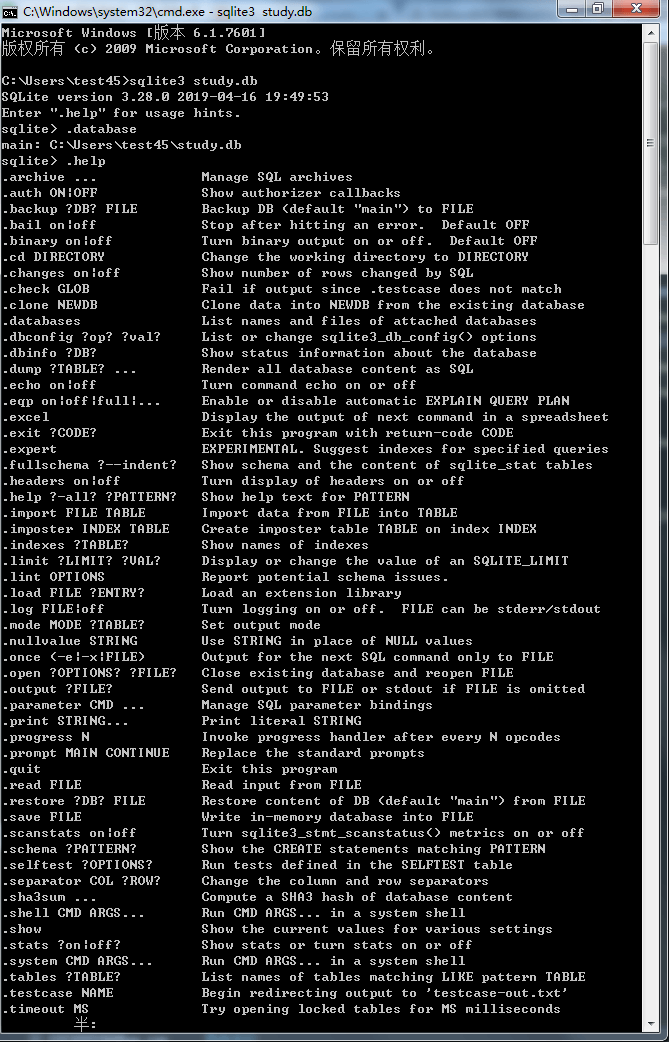 C:\Windows\system32\cmd.exe - sqlite3  study.db
Microsoft Windows [版本 6.1.7601]
版权所有 (c) 2009 Microsoft Corporation。保留所有权利。
C:\Users\test45>sqlite3 study.db
SQLite version 3.28.0 2019-04-16 19:49:53
Enter ".help" for usage hints.
sqlite> .database
main: C:\Users\test45\study.db
sqlite> .help
.archive ...             Manage SQL archives
.auth ON|OFF             Show authorizer callbacks
.backup ?DB? FILE        Backup DB (default "main") to FILE
.bail on|off             Stop after hitting an error.  Default OFF
.binary on|off           Turn binary output on or off.  Default OFF
.cd DIRECTORY            Change the working directory to DIRECTORY
.changes on|off          Show number of rows changed by SQL
.check GLOB              Fail if output since .testcase does not match
.clone NEWDB             Clone data into NEWDB from the existing database
.databases               List names and files of attached databases
.dbconfig ?op? ?val?     List or change sqlite3_db_config() options
.dbinfo ?DB?             Show status information about the database
.dump ?TABLE? ...        Render all database content as SQL
.echo on|off             Turn command echo on or off
.eqp on|off|full|...     Enable or disable automatic EXPLAIN QUERY PLAN
.excel                   Display the output of next command in a spreadsheet
.exit ?CODE?             Exit this program with return-code CODE
.expert                  EXPERIMENTAL. Suggest indexes for specified queries
.fullschema ?--indent?   Show schema and the content of sqlite_stat tables
.headers on|off          Turn display of headers on or off
.help ?-all? ?PATTERN?   Show help text for PATTERN
.import FILE TABLE       Import data from FILE into TABLE
.imposter INDEX TABLE    Create imposter table TABLE on index INDEX
.indexes ?TABLE?         Show names of indexes
.limit ?LIMIT? ?VAL?     Display or change the value of an SQLITE_LIMIT
.lint OPTIONS            Report potential schema issues.
.load FILE ?ENTRY?       Load an extension library
.log FILE|off            Turn logging on or off.  FILE can be stderr/stdout
.mode MODE ?TABLE?       Set output mode
.nullvalue STRING        Use STRING in place of NULL values
.once (-e|-x|FILE)       Output for the next SQL command only to FILE
.open ?OPTIONS? ?FILE?   Close existing database and reopen FILE
.output ?FILE?           Send output to FILE or stdout if FILE is omitted
.parameter CMD ...       Manage SQL parameter bindings
.print STRING...         Print literal STRING
.progress N              Invoke progress handler after every N opcodes
.prompt MAIN CONTINUE    Replace the standard prompts
.quit                    Exit this program
.read FILE               Read input from FILE
.restore ?DB? FILE       Restore content of DB (default "main") from FILE
.save FILE               Write in-memory database into FILE
.scanstats on|off        Turn sqlite3_stmt_scanstatus() metrics on or off
.schema ?PATTERN?        Show the CREATE statements matching PATTERN
.selftest ?OPTIONS?      Run tests defined in the SELFTEST table
.separator COL ?ROW?     Change the column and row separators
.sha3sum ...             Compute a SHA3 hash of database content
.shell CMD ARGS...       Run CMD ARGS... in a system shell
.show                    Show the current values for various settings
.stats ?on|off?          Show stats or turn stats on or off
.system CMD ARGS...      Run CMD ARGS... in a system shell
.tables ?TABLE?          List names of tables matching LIKE pattern TABLE
.testcase NAME           Begin redirecting output to 'testcase-out.txt'
.timeout MS              Try opening locked tables for MS milliseconds
半: